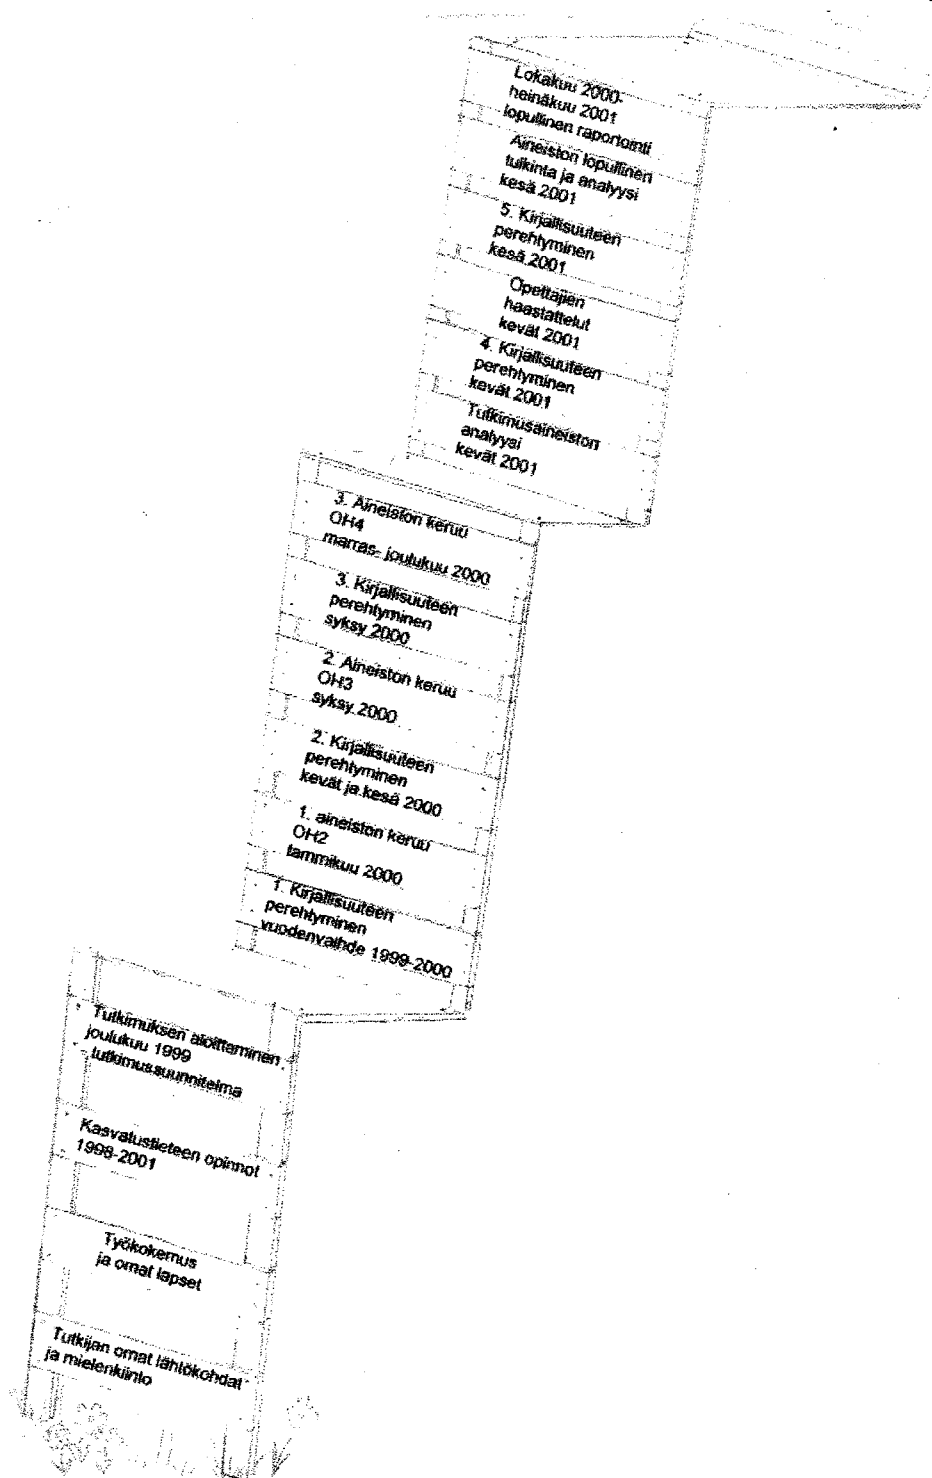 Lokakuu 2000-
heinäkuu 2001
lopullinen raportointi
Aineiston lopullinen
tulkinta ja analyysi
kesä 2001
5. Kirjallisuuteen
perehtyminen
kesä 2001
Opettajien
haastattelut
kevät 2001
4. Kirjallisuuteen
perehtyminen
kevät 2001
Tutkimusaineiston
analyysi
kevät 2001
3. Aineiston keruu
OH4
marras- joulukuu 2000
3. Kirjallisuuteen
perehtyminen
syksy 2000
2. Aineiston keruu
OH3
syksy 2000
2. Kirjallisuuteen
perehtyminen
kevät ja kesä 2000
1. aineiston keruu
OH2
tammikuu 2000
1. Kirjallisuuteen
perehtyminen
vuodenvaihde 1999-2000
Tutkimuksen aloittaminen
joulukuu 1999
- tutkimussuunnitelma
Kasvatustieteen opinnot
1998-2001
Työkokemus
ja omat lapset
Tutkijan omat lähtökohdat
ja mielenkiinto